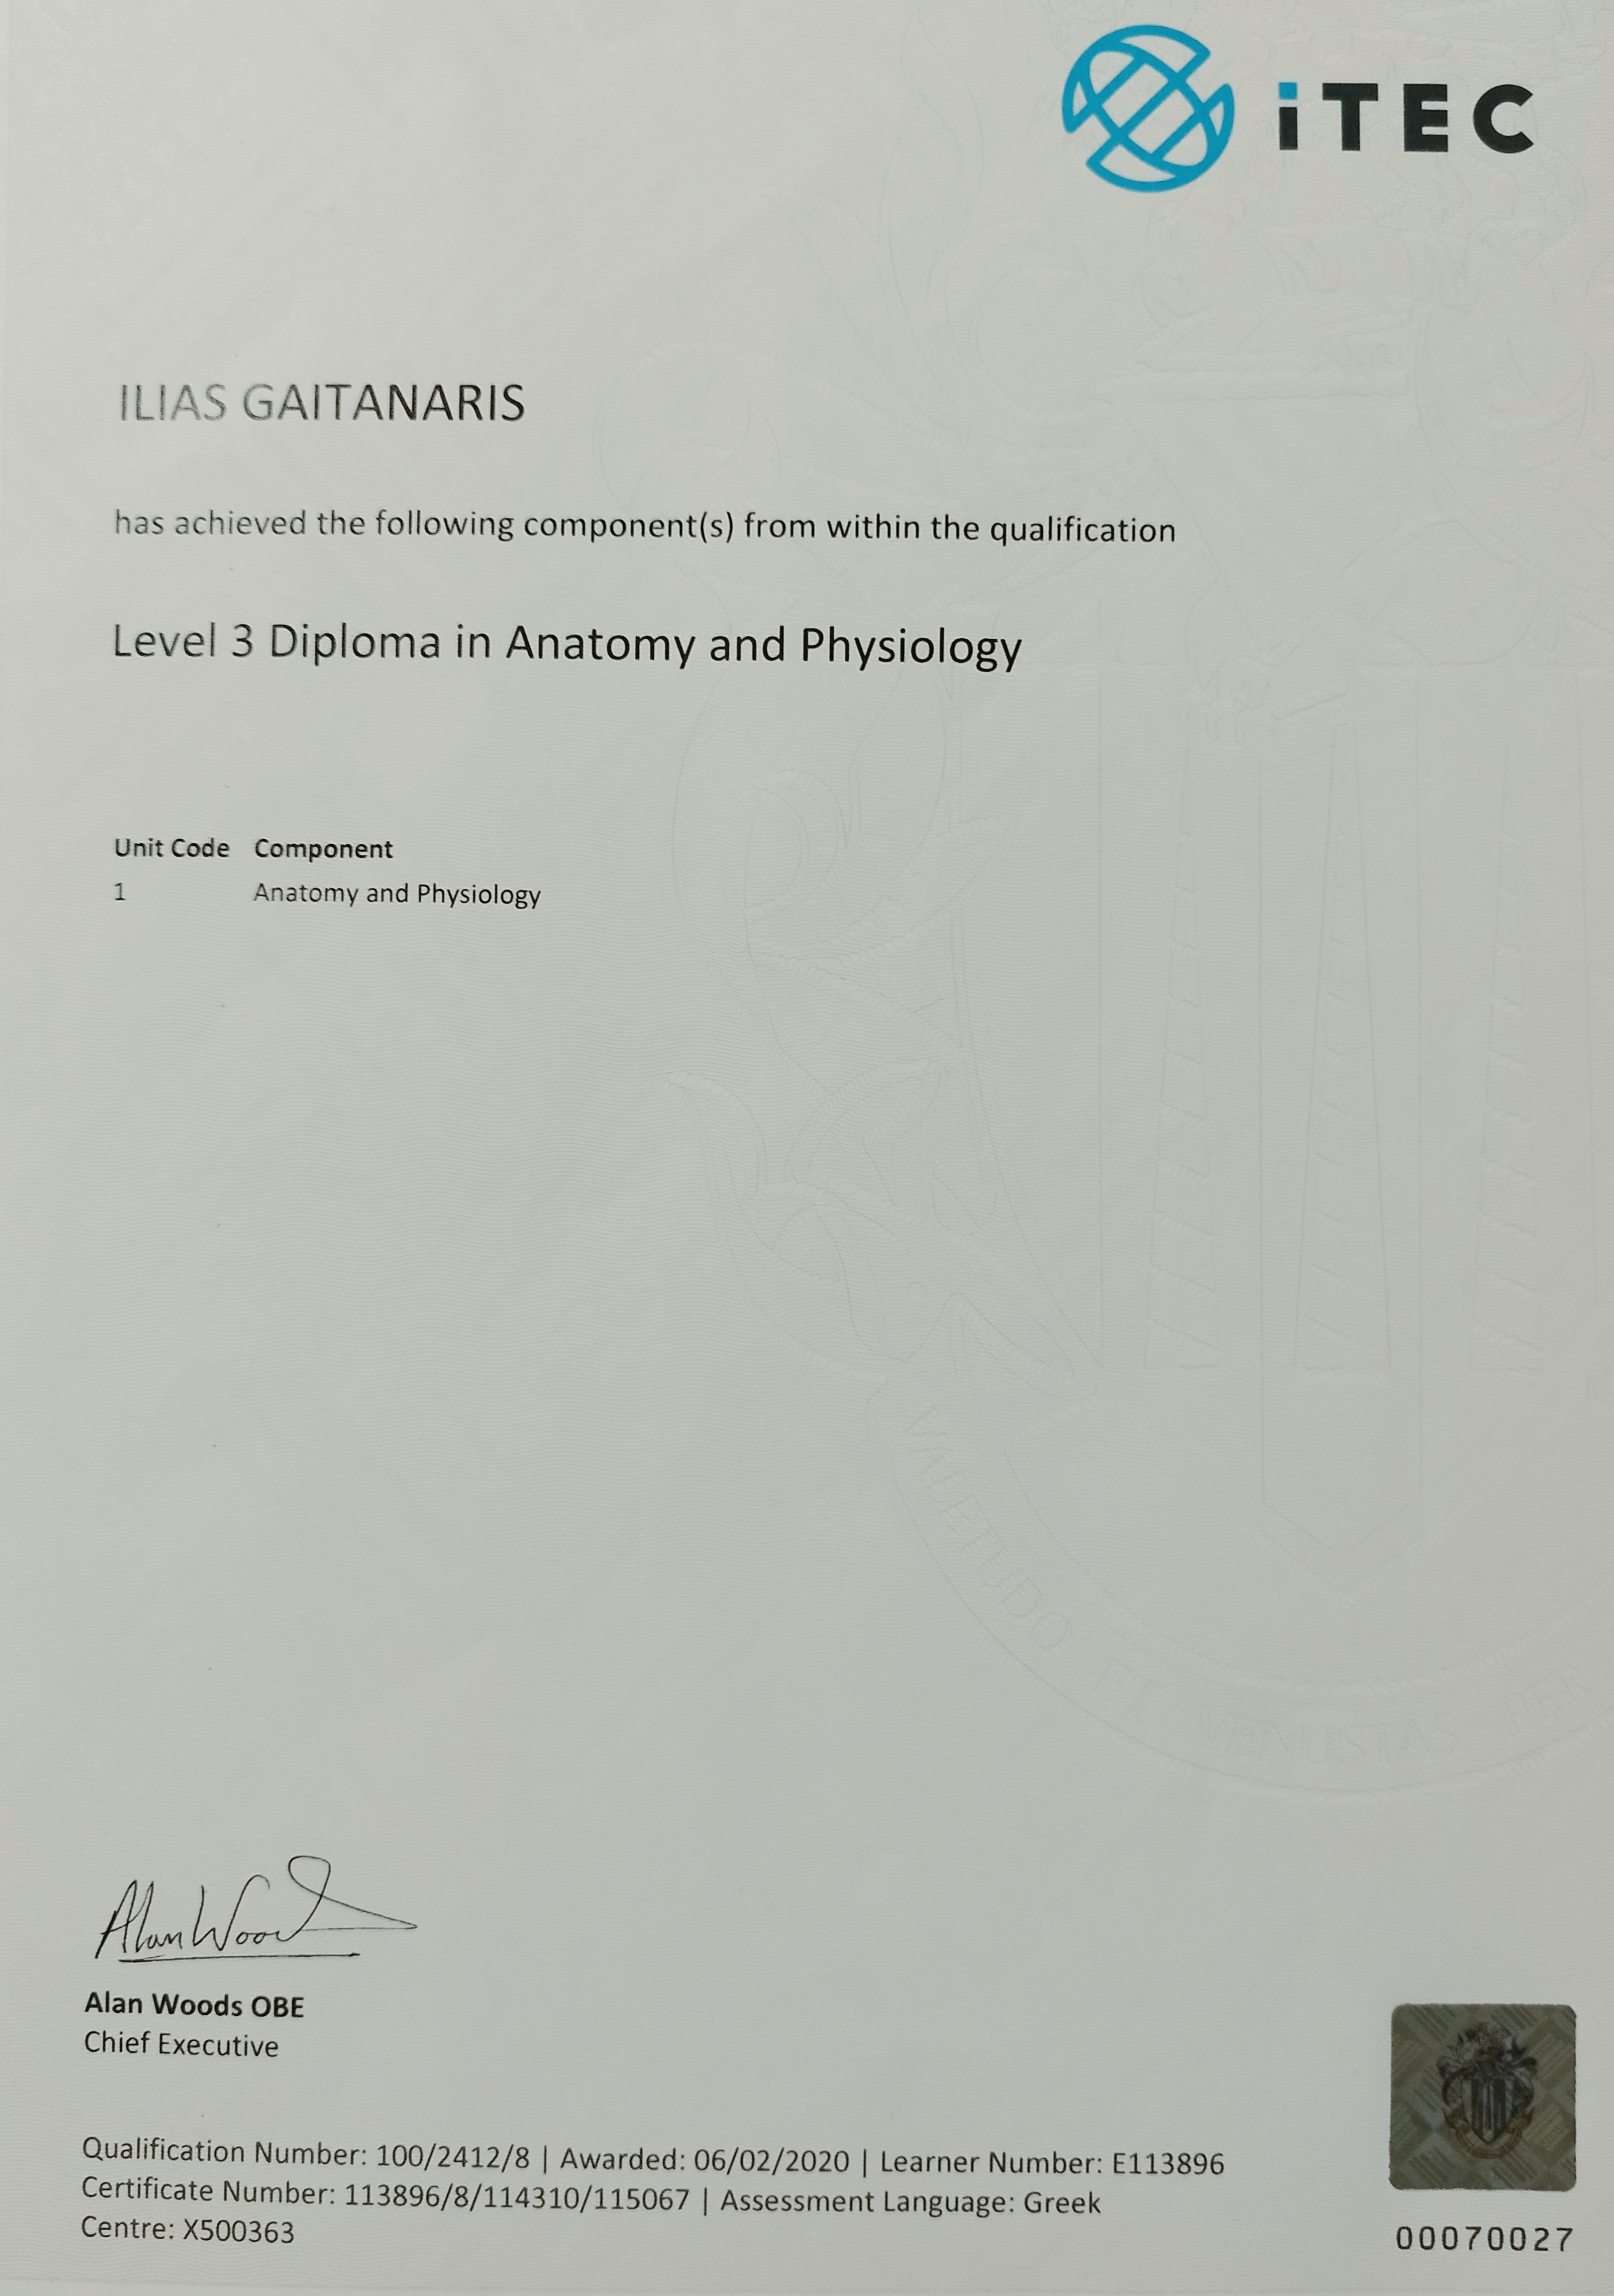 iTEC
ILIAS GAITANARIS
has achieved the following component(s) from within the qualification
Level 3 Diploma in Anatomy and Physiology
Unit Code Component
1 Anatomy and Physiology
VALETUDO ET VENUSTAS PER
Alan Woods
Alan Woods OBE
Chief Executive
Qualification Number: 100/2412/8 | Awarded: 06/02/2020 | Learner Number: E113896
Certificate Number: 113896/8/114310/115067 | Assessment Language: Greek
Centre: X500363
00070027